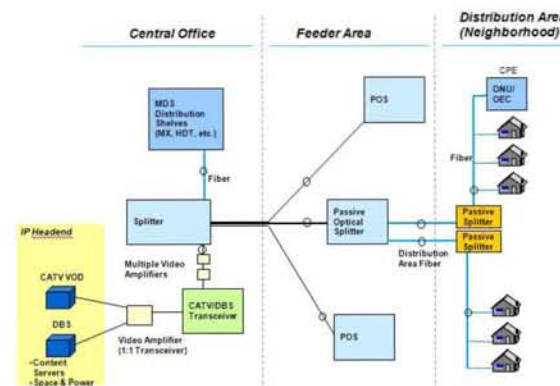 Central Office
Feeder Area
Distribution Area
(Neighborhood)
MDS
Distribution
Shelves
(MX, HDT, etc.)
POS
CPE
ONU/
OEC
Fiber
Fiber
Splitter
Passive
Optical
Splitter
Passive
Splitter
Passive
Splitter
Distribution
Area Fiber
IP Headend
Multiple Video
Amplifiers
CATV VOD
CATV/DBS
Transceiver
DBS
Video Amplifier
(1:1 Transceiver)
POS
•Content
Servers
•Space & Power